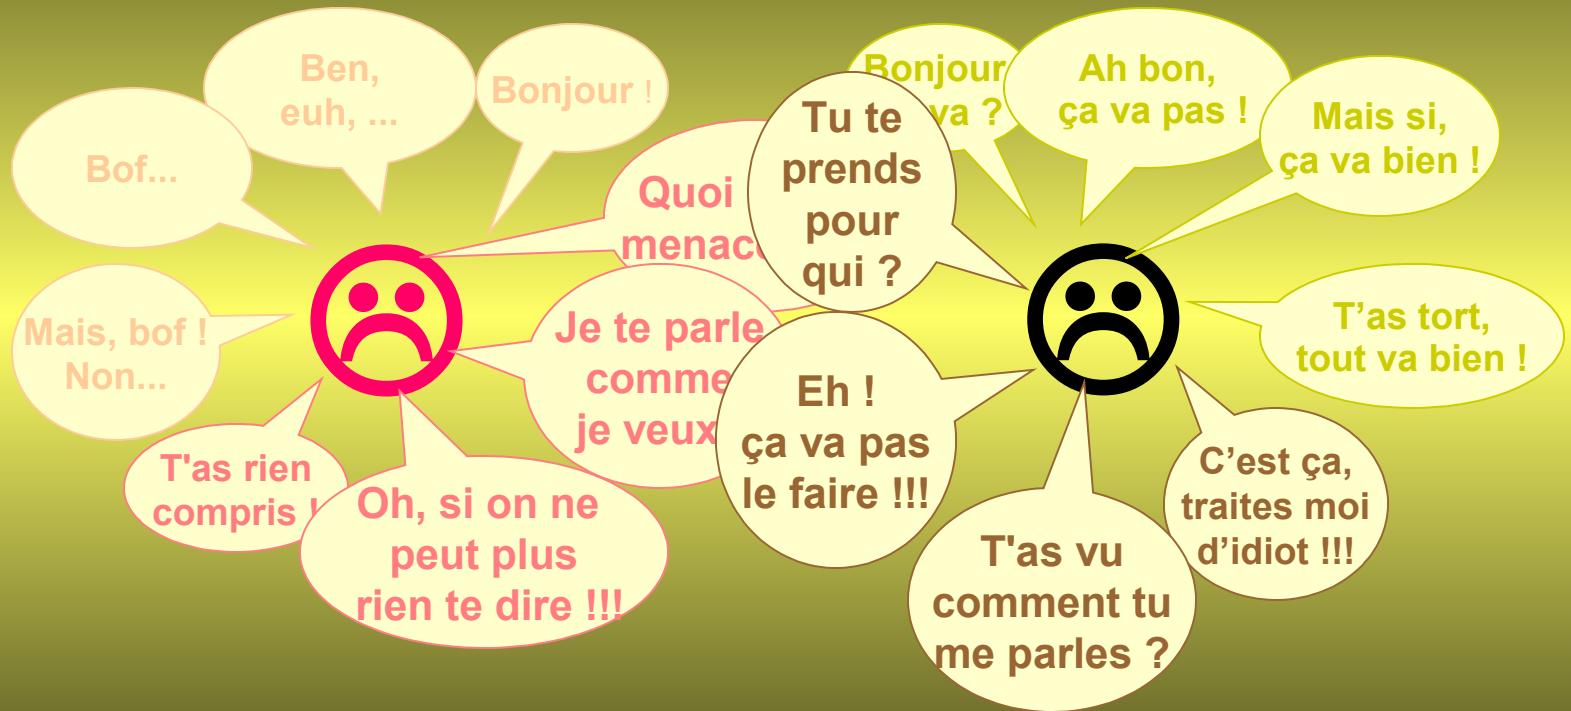 Ben,
euh, ...
Bonjour !
Bof...
Mais, bof !
Non...
T'as rien
compris !
Oh, si on ne
peut plus
rien te dire !!!
Je te parle
comme
je veux
Quoi
Bonjour
va ?
Ah bon,
ça va pas !
Mais si,
ça va bien !
T’as tort,
tout va bien !
C’est ça,
traites moi
d’idiot !!!
T'as vu
comment tu
me parles ?
Eh !
ça va pas
le faire !!!
Tu te
prends
pour
qui ?